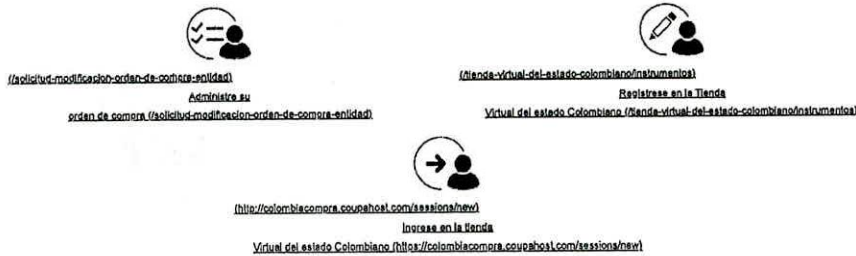 (/solicitud-modificacion-orden-de-compra-entidad)
Administre su
orden de compra (/solicitud-modificacion-orden-de-compra-entidad)
(/tienda-virtual-del-estado-colombiano/instrumentos)
Registrese en la Tienda
Virtual del estado Colombiano (/tienda-virtual-del-estado-colombiano/instrumentos)
(http://colombiacompra.coupahost.com/sessions/new)
Ingrese en la tienda
Virtual del estado Colombiano (https://colombiacompra.coupahost.com/sessions/new)